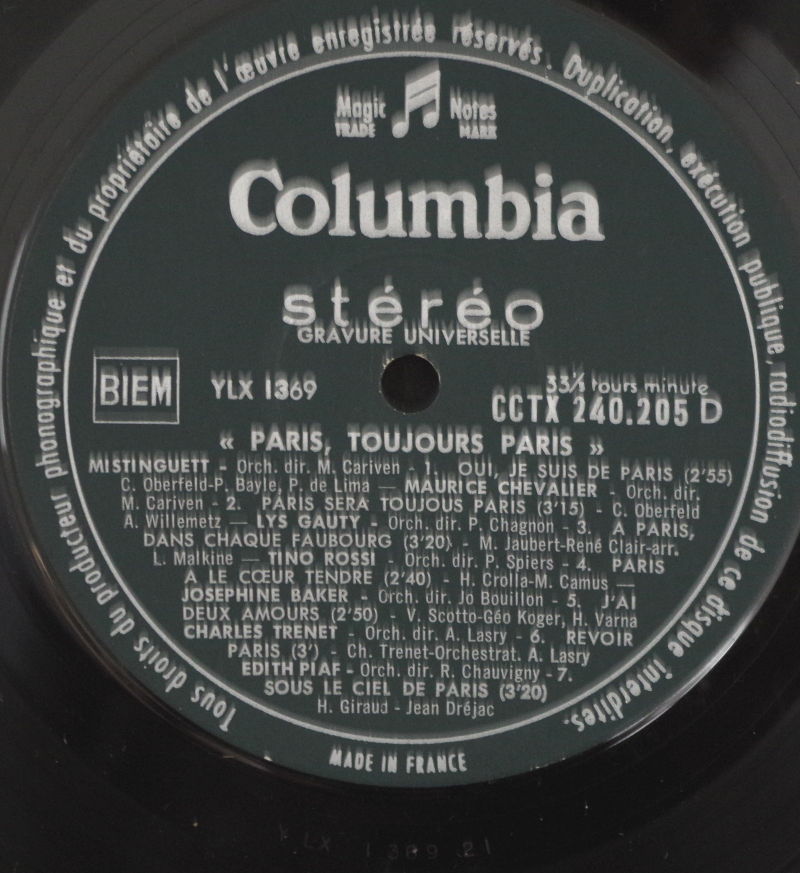 Tous droits du producteur phonographique et du propriétaire de l'œuvre enregistrée réservés. Duplication, exécution publique, radiodiffusion de ce disque interdites.
Magic Notes
TRADE MARK
Columbia
stéréo
GRAVURE UNIVERSELLE
BIEM
YLX 1369
33⅓ tours minute
CCTX 240.205 D
« PARIS, TOUJOURS PARIS »
MISTINGUETT - Orch. dir. M. Cariven - 1. OUI, JE SUIS DE PARIS (2'55)
C. Oberfeld-P. Bayle, P. de Lima — MAURICE CHEVALIER - Orch. dir.
M. Cariven - 2. PARIS SERA TOUJOUS PARIS (3'15) - C. Oberfeld
A. Willemetz — LYS GAUTY - Orch. dir. P. Chagnon - 3. A PARIS,
DANS CHAQUE FAUBOURG (3'20) - M. Jaubert-René Clair-arr.
L. Malkine — TINO ROSSI - Orch. dir. P. Spiers - 4. PARIS
A LE CŒUR TENDRE (2'40) - H. Crolla-M. Camus —
JOSEPHINE BAKER - Orch. dir. Jo Bouillon - 5. J'AI
DEUX AMOURS (2'50) - V. Scotto-Géo Koger, H. Varna
CHARLES TRENET - Orch. dir. A. Lasry - 6. REVOIR
PARIS (3') - Ch. Trenet-Orchestrat. A. Lasry
EDITH PIAF - Orch. dir. R. Chauvigny - 7.
SOUS LE CIEL DE PARIS (3'20)
H. Giraud - Jean Dréjac
MADE IN FRANCE
YLX 1369 21